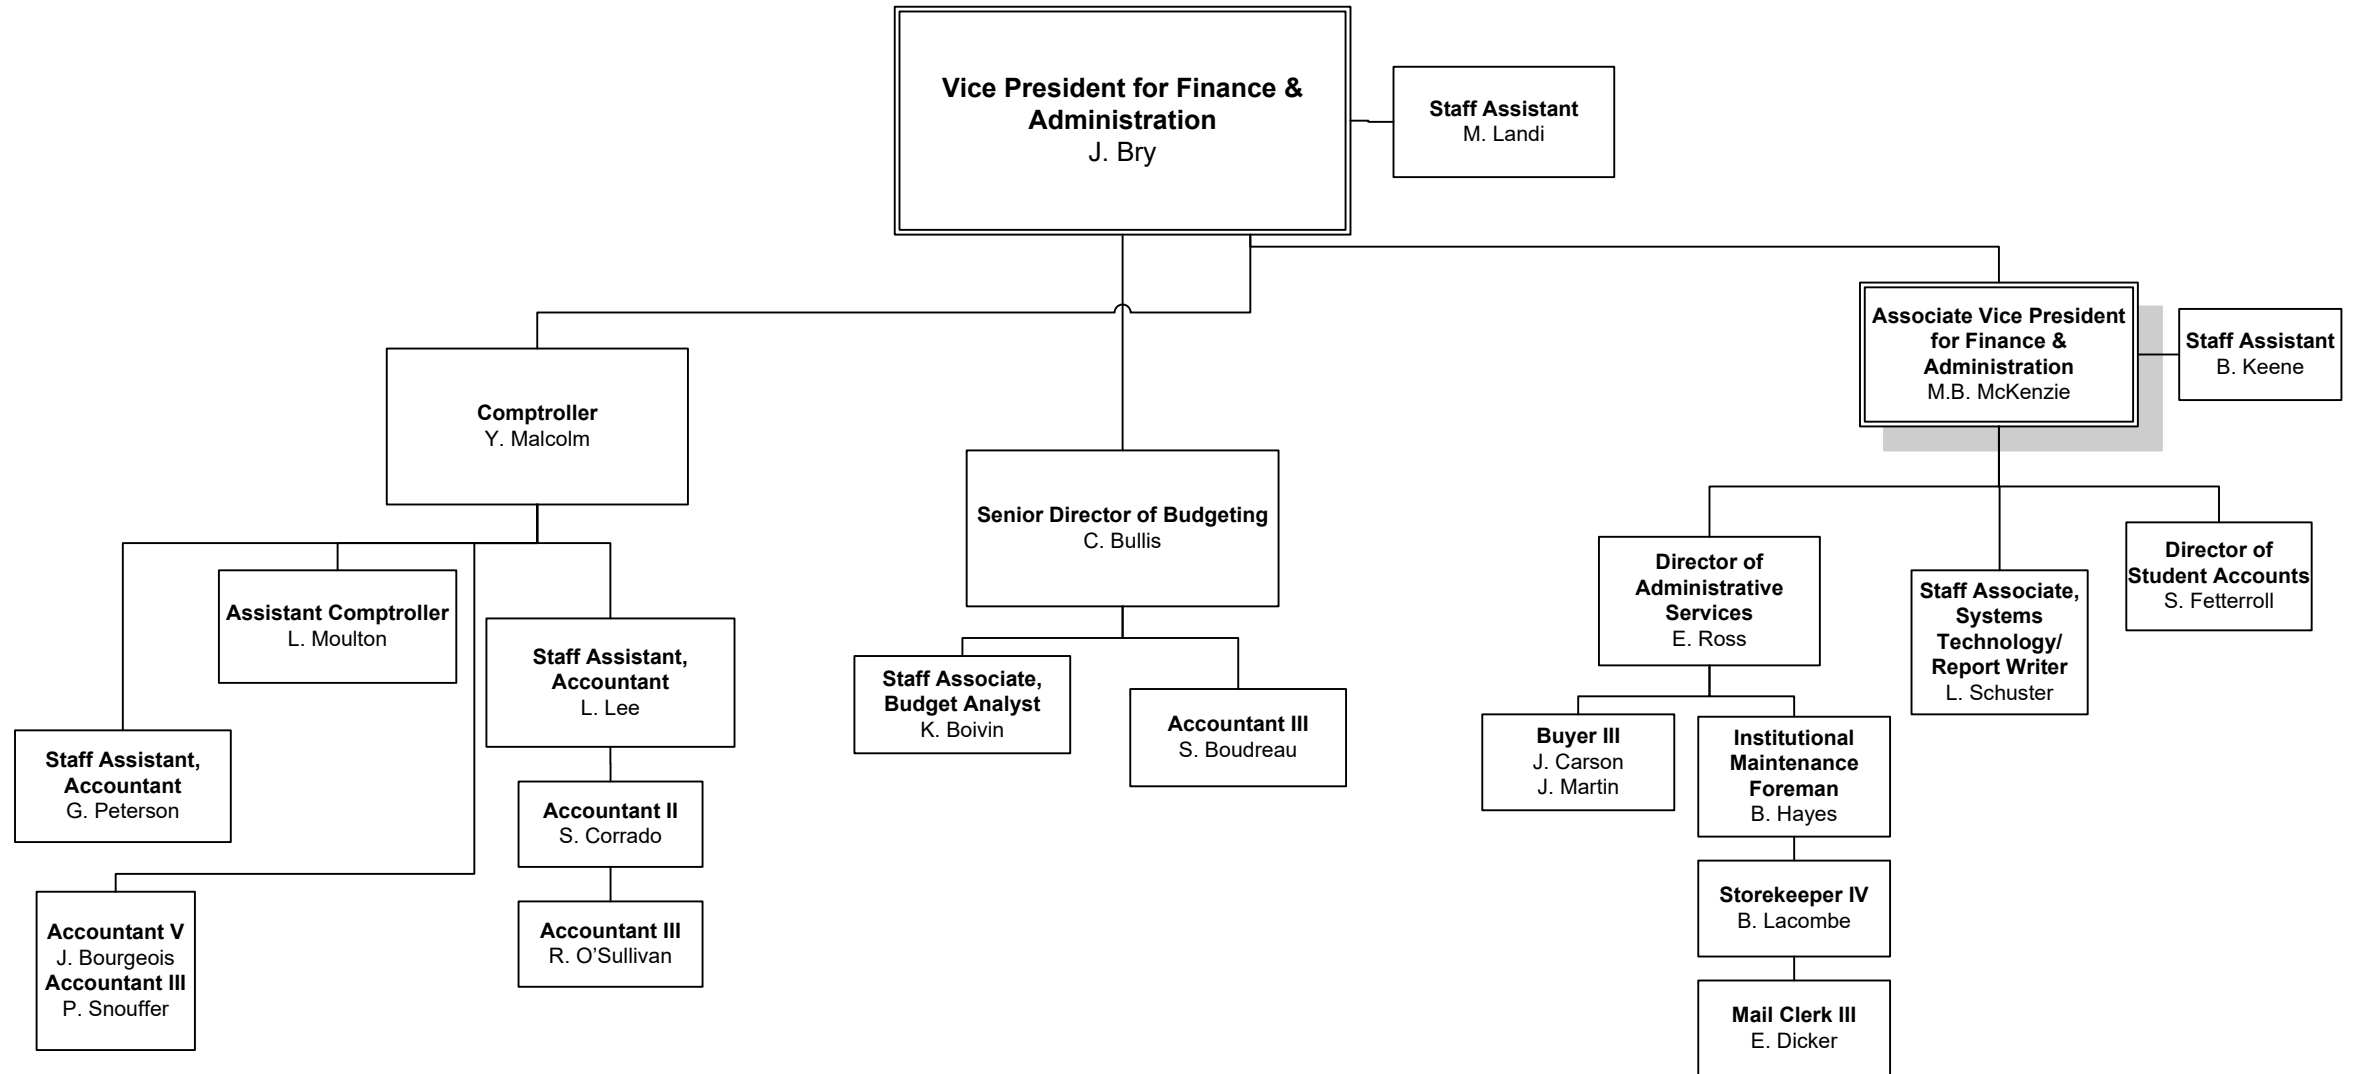 Vice President for Finance &
Administration
J. Bry
Staff Assistant
M. Landi
Associate Vice President
for Finance &
Administration
M.B. McKenzie
Staff Assistant
B. Keene
Comptroller
Y. Malcolm
Senior Director of Budgeting
C. Bullis
Director of
Administrative
Services
E. Ross
Staff Associate,
Systems
Technology/
Report Writer
L. Schuster
Director of
Student Accounts
S. Fetterroll
Assistant Comptroller
L. Moulton
Staff Assistant,
Accountant
L. Lee
Staff Associate,
Budget Analyst
K. Boivin
Accountant III
S. Boudreau
Buyer III
J. Carson
J. Martin
Institutional
Maintenance
Foreman
B. Hayes
Staff Assistant,
Accountant
G. Peterson
Accountant II
S. Corrado
Storekeeper IV
B. Lacombe
Accountant V
J. Bourgeois
Accountant III
P. Snouffer
Accountant III
R. O’Sullivan
Mail Clerk III
E. Dicker